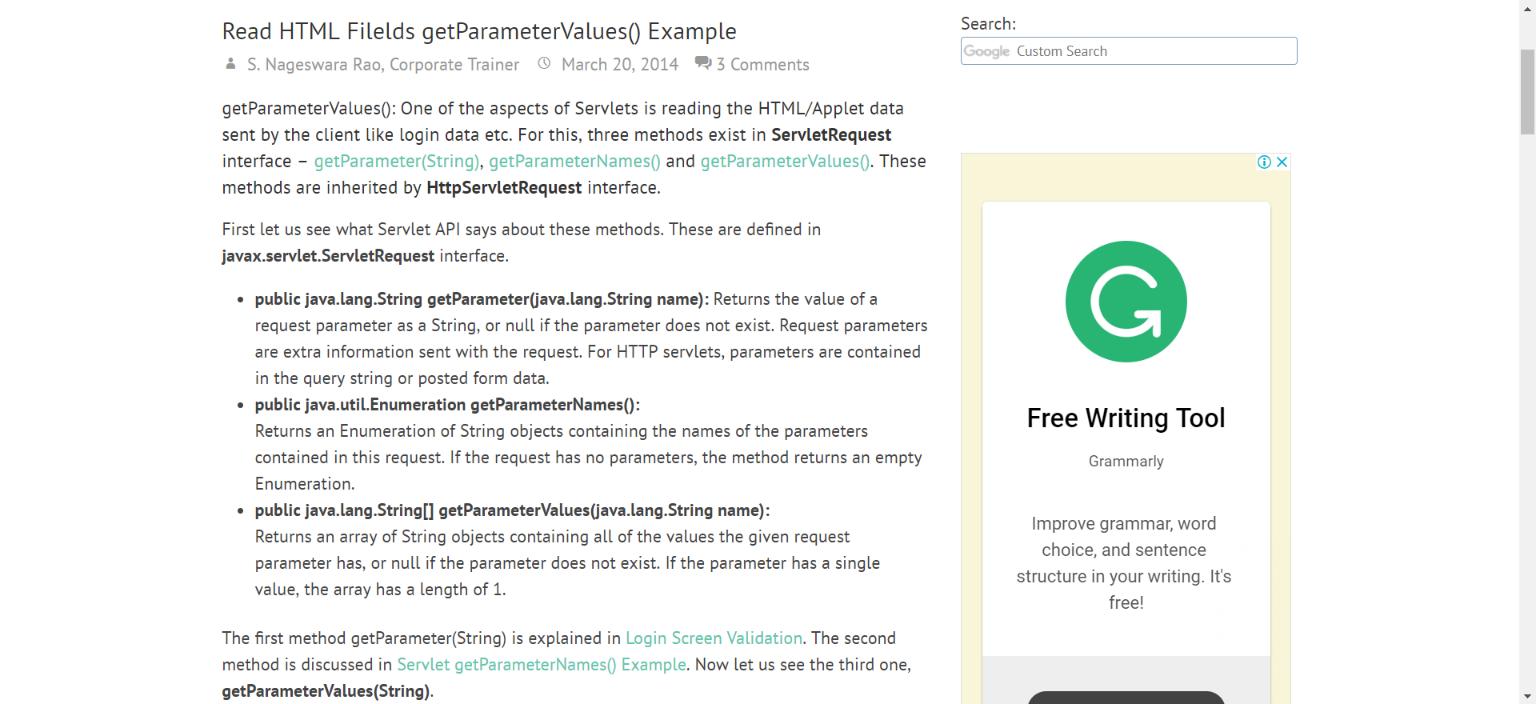 Read HTML Filelds getParameterValues() Example
S. Nageswara Rao, Corporate Trainer March 20, 2014 3 Comments
getParameterValues(): One of the aspects of Servlets is reading the HTML/Applet data
sent by the client like login data etc. For this, three methods exist in ServletRequest
interface – getParameter(String), getParameterNames() and getParameterValues(). These
methods are inherited by HttpServletRequest interface.
First let us see what Servlet API says about these methods. These are defined in
javax.servlet.ServletRequest interface.
• public java.lang.String getParameter(java.lang.String name): Returns the value of a
request parameter as a String, or null if the parameter does not exist. Request parameters
are extra information sent with the request. For HTTP servlets, parameters are contained
in the query string or posted form data.
• public java.util.Enumeration getParameterNames():
Returns an Enumeration of String objects containing the names of the parameters
contained in this request. If the request has no parameters, the method returns an empty
Enumeration.
• public java.lang.String[] getParameterValues(java.lang.String name):
Returns an array of String objects containing all of the values the given request
parameter has, or null if the parameter does not exist. If the parameter has a single
value, the array has a length of 1.
The first method getParameter(String) is explained in Login Screen Validation. The second
method is discussed in Servlet getParameterNames() Example. Now let us see the third one,
getParameterValues(String).
Search:
Google Custom Search
Free Writing Tool
Grammarly
Improve grammar, word
choice, and sentence
structure in your writing. It's
free!